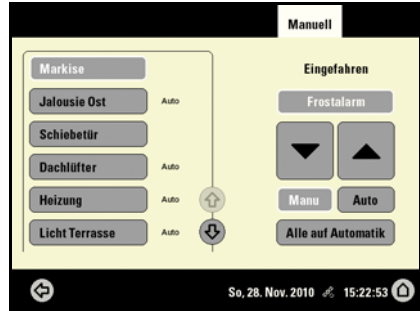 Manuell
Markise
Eingefahren
Jalousie Ost Auto
Frostalarm
Schiebetür
Dachlüfter Auto
Heizung Auto
Manu Auto
Licht Terrasse Auto
Alle auf Automatik
So, 28. Nov. 2010 15:22:53